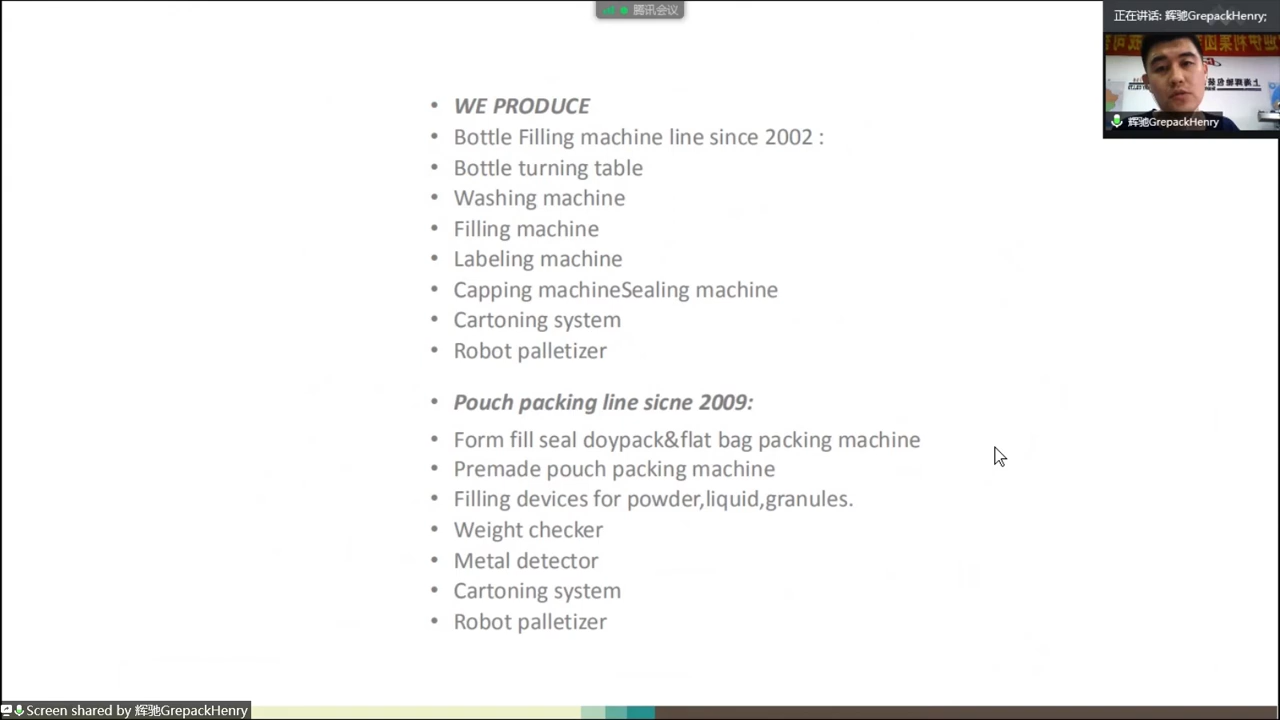 腾讯会议
正在讲话: 辉驰GrepackHenry;
辉驰GrepackHenry
• WE PRODUCE
• Bottle Filling machine line since 2002 :
• Bottle turning table
• Washing machine
• Filling machine
• Labeling machine
• Capping machineSealing machine
• Cartoning system
• Robot palletizer
• Pouch packing line sicne 2009:
• Form fill seal doypack&flat bag packing machine
• Premade pouch packing machine
• Filling devices for powder,liquid,granules.
• Weight checker
• Metal detector
• Cartoning system
• Robot palletizer
Screen shared by 辉驰GrepackHenry